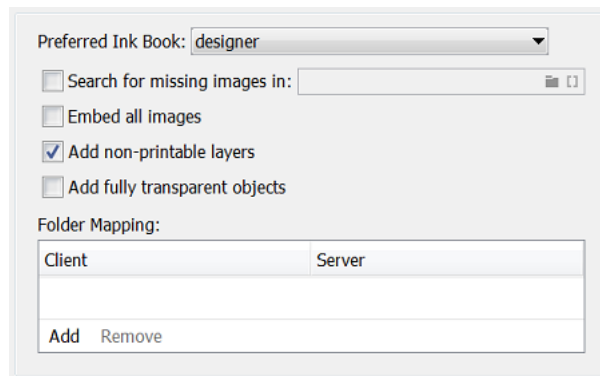 Preferred Ink Book: designer
Search for missing images in:
Embed all images
Add non-printable layers
Add fully transparent objects
Folder Mapping:
Client Server
Add Remove